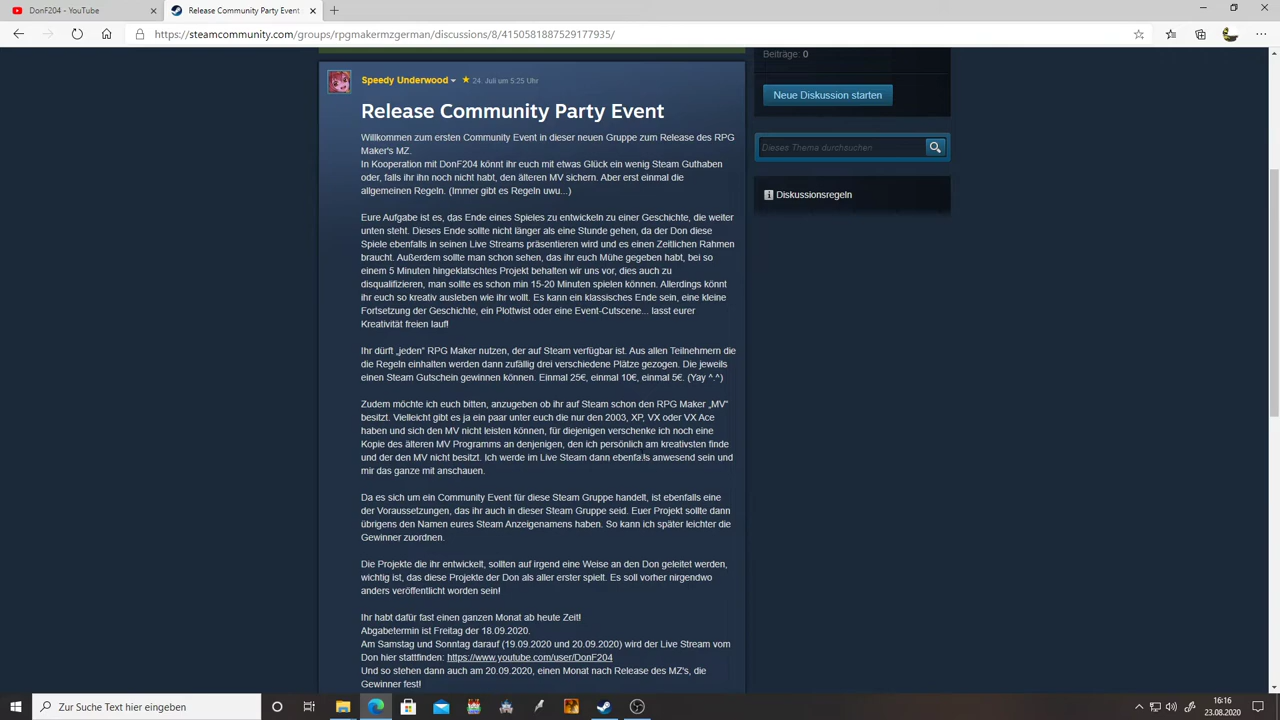 DonF204 - YouTube
Release Community Party Event
https://steamcommunity.com/groups/rpgmakermzgerman/discussions/8/4150581887529177935/
Beiträge: 0
Neue Diskussion starten
Dieses Thema durchsuchen
Diskussionsregeln
Speedy Underwood
24. Juli um 5:25 Uhr
Release Community Party Event
Willkommen zum ersten Community Event in dieser neuen Gruppe zum Release des RPG
Maker's MZ.
In Kooperation mit DonF204 könnt ihr euch mit etwas Glück ein wenig Steam Guthaben
oder, falls ihr ihn noch nicht habt, den älteren MV sichern. Aber erst einmal die
allgemeinen Regeln. (Immer gibt es Regeln uwu...)
Eure Aufgabe ist es, das Ende eines Spieles zu entwickeln zu einer Geschichte, die weiter
unten steht. Dieses Ende sollte nicht länger als eine Stunde gehen, da der Don diese
Spiele ebenfalls in seinen Live Streams präsentieren wird und es einen Zeitlichen Rahmen
braucht. Außerdem sollte man schon sehen, das ihr euch Mühe gegeben habt, bei so
einem 5 Minuten hingeklatschtes Projekt behalten wir uns vor, dies auch zu
disqualifizieren, man sollte es schon min 15-20 Minuten spielen können. Allerdings könnt
ihr euch so kreativ ausleben wie ihr wollt. Es kann ein klassisches Ende sein, eine kleine
Fortsetzung der Geschichte, ein Plottwist oder eine Event-Cutscene... lasst eurer
Kreativität freien lauf!
Ihr dürft „jeden" RPG Maker nutzen, der auf Steam verfügbar ist. Aus allen Teilnehmern die
die Regeln einhalten werden dann zufällig drei verschiedene Plätze gezogen. Die jeweils
einen Steam Gutschein gewinnen können. Einmal 25€, einmal 10€, einmal 5€. (Yay ^.^)
Zudem möchte ich euch bitten, anzugeben ob ihr auf Steam schon den RPG Maker „MV"
besitzt. Vielleicht gibt es ja ein paar unter euch die nur den 2003, XP, VX oder VX Ace
haben und sich den MV nicht leisten können, für diejenigen verschenke ich noch eine
Kopie des älteren MV Programms an denjenigen, den ich persönlich am kreativsten finde
und der den MV nicht besitzt. Ich werde im Live Steam dann ebenfalls anwesend sein und
mir das ganze mit anschauen.
Da es sich um ein Community Event für diese Steam Gruppe handelt, ist ebenfalls eine
der Voraussetzungen, das ihr auch in dieser Steam Gruppe seid. Euer Projekt sollte dann
übrigens den Namen eures Steam Anzeigenamens haben. So kann ich später leichter die
Gewinner zuordnen.
Die Projekte die ihr entwickelt, sollten auf irgend eine Weise an den Don geleitet werden,
wichtig ist, das diese Projekte der Don als aller erster spielt. Es soll vorher nirgendwo
anders veröffentlicht worden sein!
Ihr habt dafür fast einen ganzen Monat ab heute Zeit!
Abgabetermin ist Freitag der 18.09.2020.
Am Samstag und Sonntag darauf (19.09.2020 und 20.09.2020) wird der Live Stream vom
Don hier stattfinden: https://www.youtube.com/user/DonF204
Und so stehen dann auch am 20.09.2020, einen Monat nach Release des MZ's, die
Gewinner fest!
Zur Suche Text hier eingeben
16:16
23.08.2020